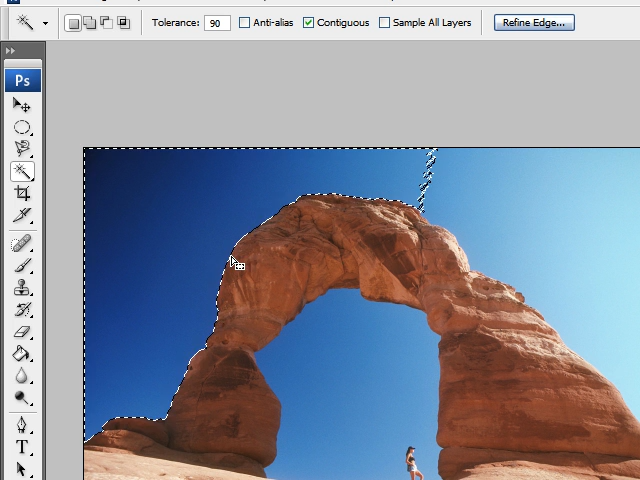 Tolerance: 90 Anti-alias Contiguous Sample All Layers Refine Edge...
Ps
T